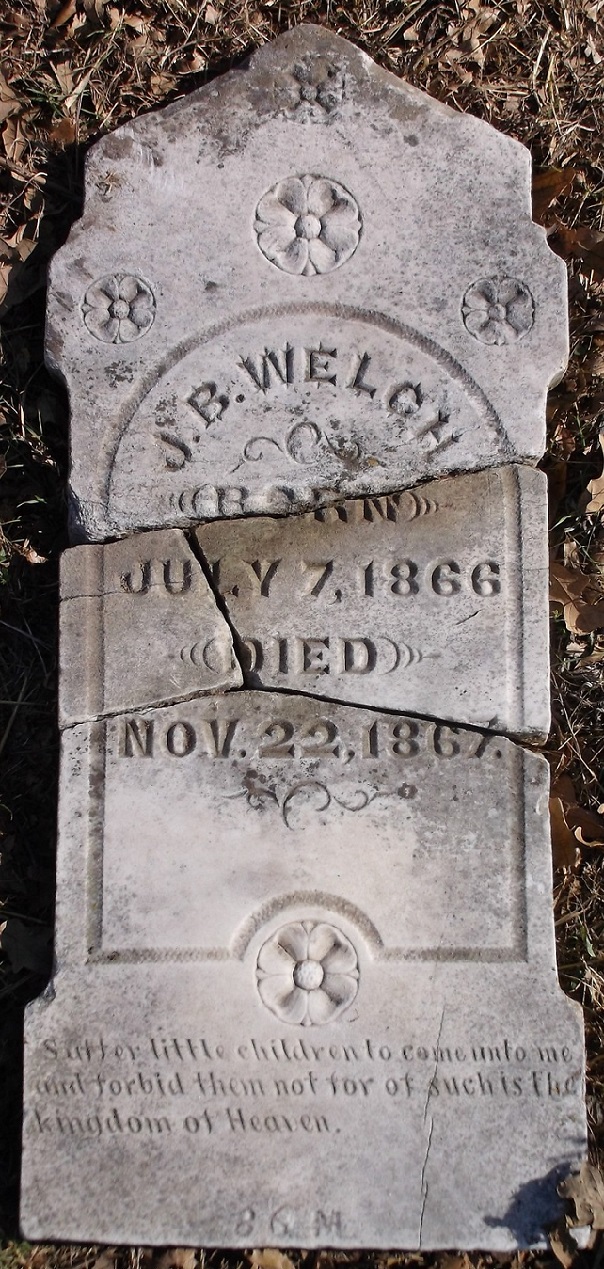 J.B. WELCH
BORN
JULY 7, 1866
DIED
NOV. 22, 1867.
Suffer little children to come unto me
and forbid them not for of such is the
kingdom of Heaven.